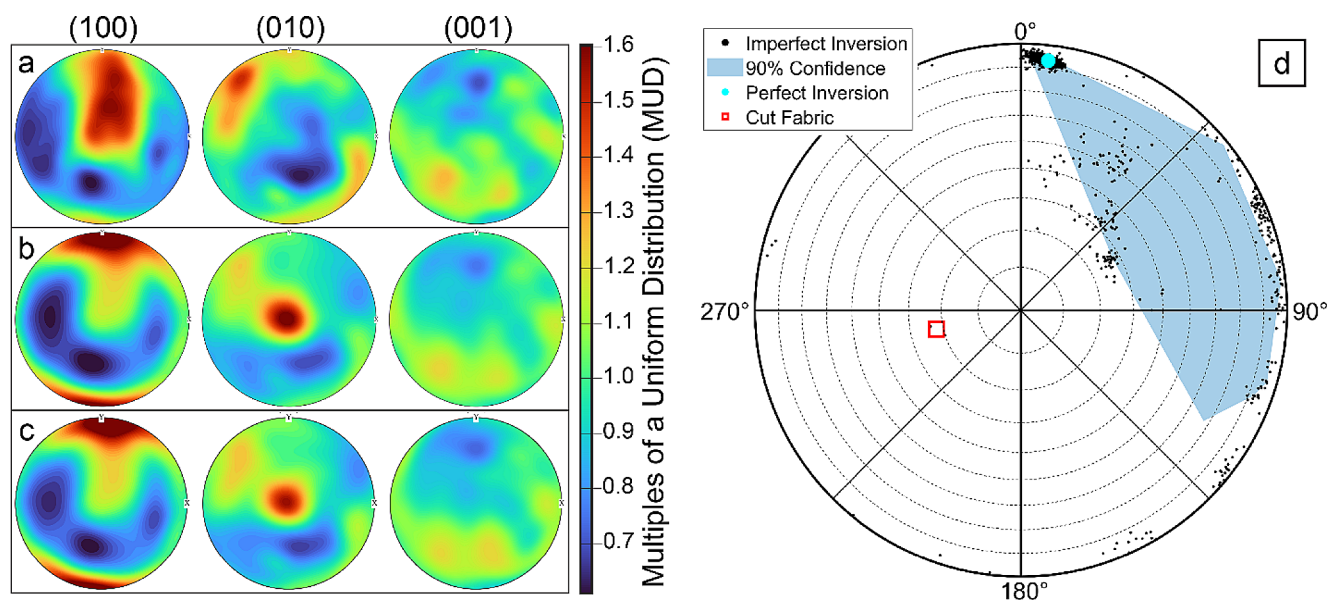 (100) (010) (001)
a
b
c
Y Y Y
X X X
Y Y Y
X X X
Y Y Y
X X X
1.6
1.5
1.4
1.3
1.2
1.1
1.0
0.9
0.8
0.7
Multiples of a Uniform Distribution (MUD)
Imperfect Inversion
90% Confidence
Perfect Inversion
Cut Fabric
d
0°
90°
180°
270°